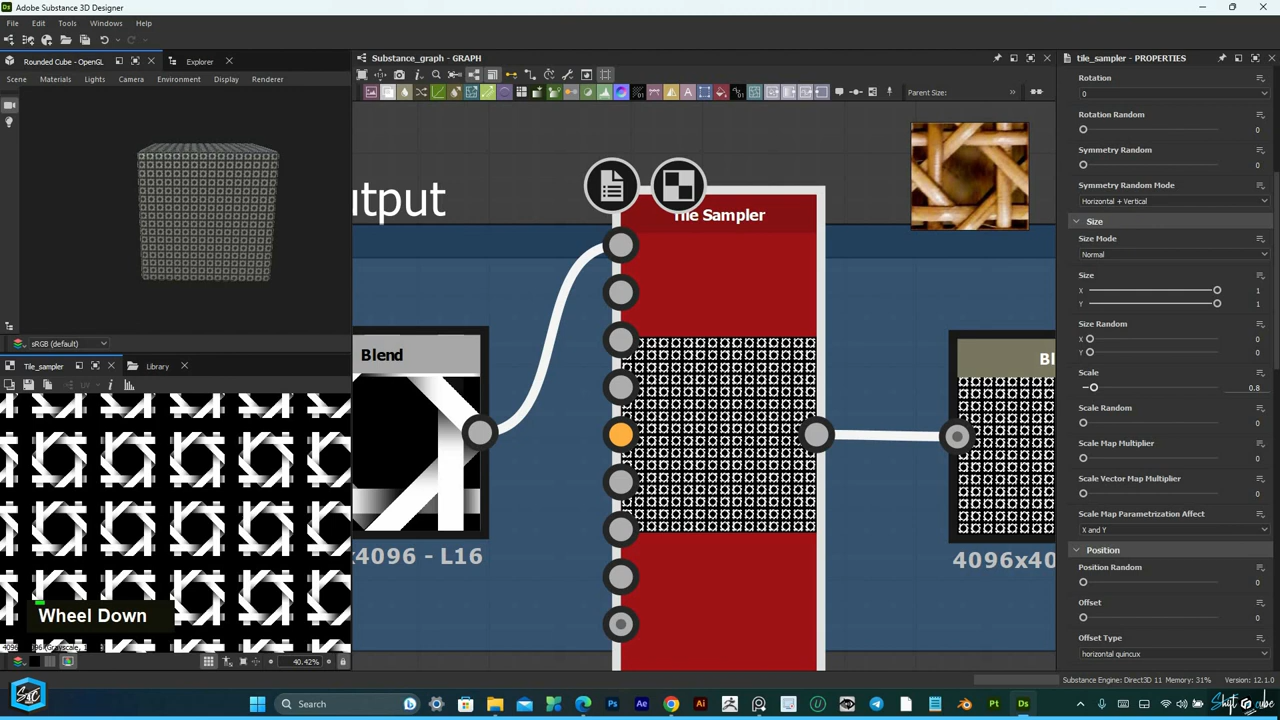 Adobe Substance 3D Designer
File Edit Tools Windows Help
Rounded Cube - OpenGL
Explorer
Scene Materials Lights Camera Environment Display Renderer
sRGB (default)
Tile_sampler
Library
UV
Wheel Down
40.42%
Substance_graph - GRAPH
Parent Size:
utput
Tile Sampler
Blend
x4096 - L16
Bl
4096x40
tile_sampler - PROPERTIES
Rotation
0
Rotation Random
0
Symmetry Random
0
Symmetry Random Mode
Horizontal + Vertical
Size
Size Mode
Normal
Size
X 1
Y 1
Size Random
X 0
Y 0
Scale
0.8
Scale Random
0
Scale Map Multiplier
0
Scale Vector Map Multiplier
0
Scale Map Parametrization Affect
X and Y
Position
Position Random
0
Offset
0
Offset Type
horizontal quincux
Substance Engine: Direct3D 11 Memory: 31% Version: 12.1.0
Search